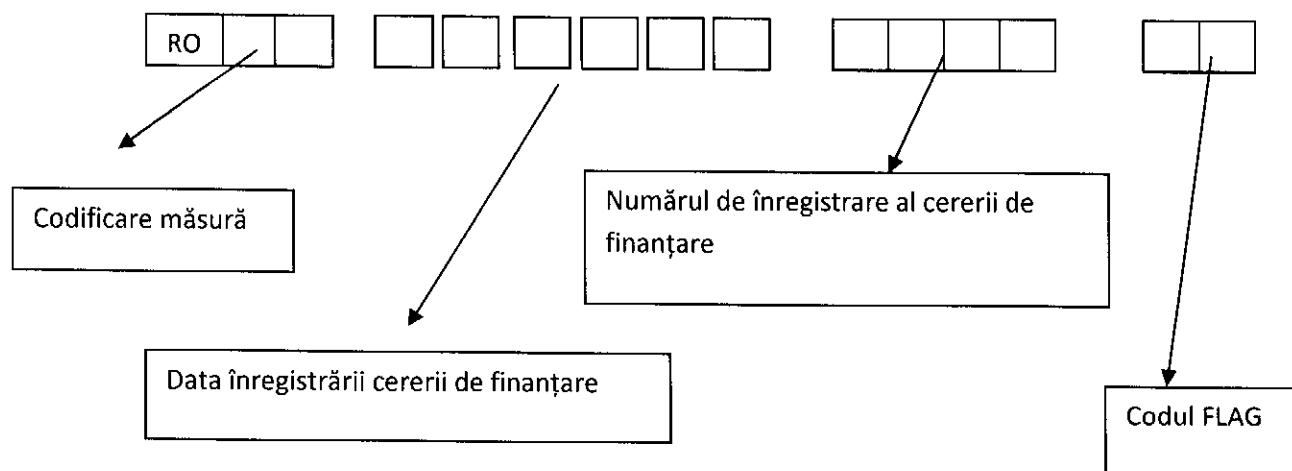 RO
Codificare măsură
Numărul de înregistrare al cererii de
finanțare
Data înregistrării cererii de finanțare
Codul FLAG